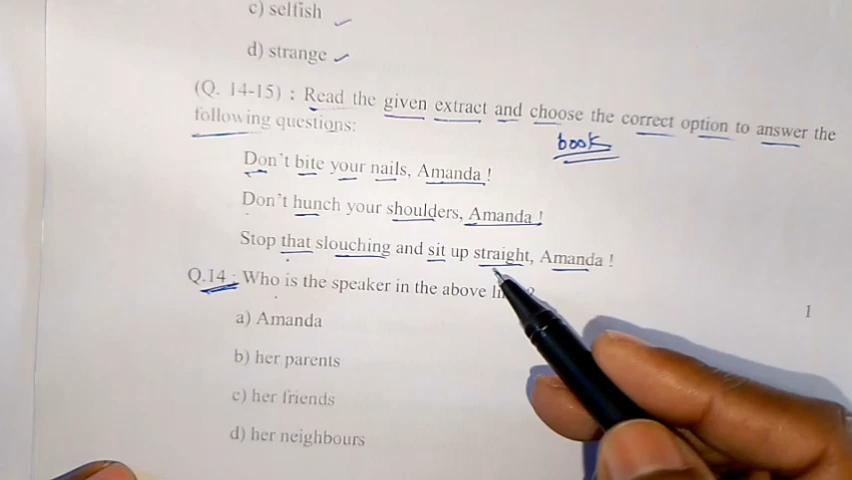 c) selfish
d) strange
(Q. 14-15) : Read the given extract and choose the correct option to answer the
following questions:
book
Don't bite your nails, Amanda !
Don't hunch your shoulders, Amanda !
Stop that slouching and sit up straight, Amanda !
Q.14 : Who is the speaker in the above
1
a) Amanda
b) her parents
c) her friends
d) her neighbours